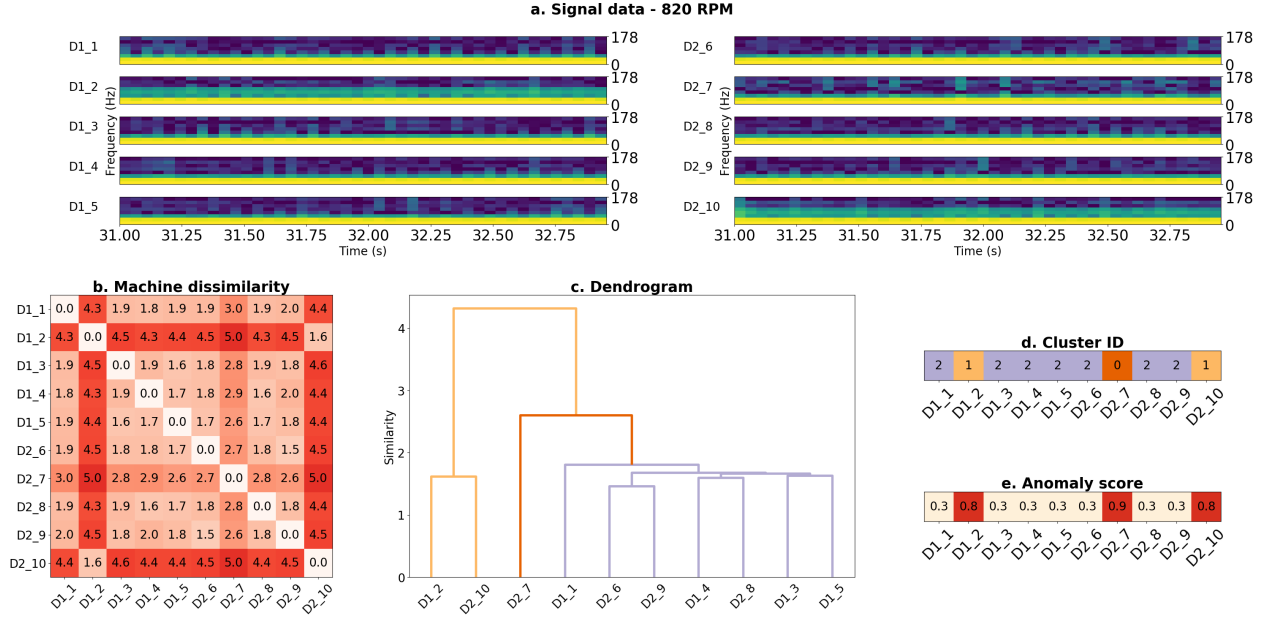 a. Signal data - 820 RPM
D1_1
178
0
D1_2
178
0
D1_3
178
0
D1_4
178
0
D1_5
178
0
Frequency (Hz)
31.00 31.25 31.50 31.75 32.00 32.25 32.50 32.75
Time (s)
D2_6
178
0
D2_7
178
0
D2_8
178
0
D2_9
178
0
D2_10
178
0
Frequency (Hz)
31.00 31.25 31.50 31.75 32.00 32.25 32.50 32.75
Time (s)
b. Machine dissimilarity
D1_1 0.0 4.3 1.9 1.8 1.9 1.9 3.0 1.9 2.0 4.4
D1_2 4.3 0.0 4.5 4.3 4.4 4.5 5.0 4.3 4.5 1.6
D1_3 1.9 4.5 0.0 1.9 1.6 1.8 2.8 1.9 1.8 4.6
D1_4 1.8 4.3 1.9 0.0 1.7 1.8 2.9 1.6 2.0 4.4
D1_5 1.9 4.4 1.6 1.7 0.0 1.7 2.6 1.7 1.8 4.4
D2_6 1.9 4.5 1.8 1.8 1.7 0.0 2.7 1.8 1.5 4.5
D2_7 3.0 5.0 2.8 2.9 2.6 2.7 0.0 2.8 2.6 5.0
D2_8 1.9 4.3 1.9 1.6 1.7 1.8 2.8 0.0 1.8 4.4
D2_9 2.0 4.5 1.8 2.0 1.8 1.5 2.6 1.8 0.0 4.5
D2_10 4.4 1.6 4.6 4.4 4.4 4.5 5.0 4.4 4.5 0.0
D1_1 D1_2 D1_3 D1_4 D1_5 D2_6 D2_7 D2_8 D2_9 D2_10
c. Dendrogram
Similarity
4
3
2
1
0
D1_2 D2_10 D2_7 D1_1 D2_6 D2_9 D1_4 D2_8 D1_3 D1_5
d. Cluster ID
2 1 2 2 2 2 0 2 2 1
D1_1 D1_2 D1_3 D1_4 D1_5 D2_6 D2_7 D2_8 D2_9 D2_10
e. Anomaly score
0.3 0.8 0.3 0.3 0.3 0.3 0.9 0.3 0.3 0.8
D1_1 D1_2 D1_3 D1_4 D1_5 D2_6 D2_7 D2_8 D2_9 D2_10